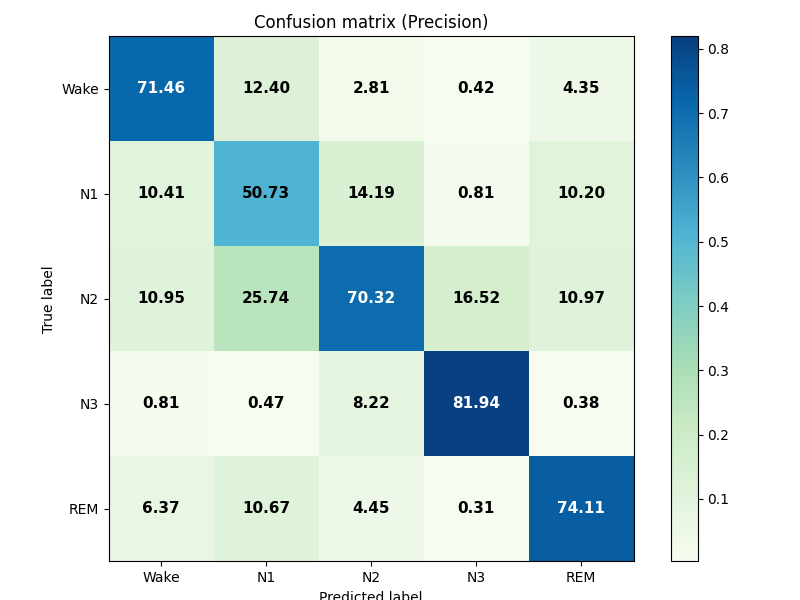 Confusion matrix (Precision)
Wake 71.46 12.40 2.81 0.42 4.35
N1 10.41 50.73 14.19 0.81 10.20
N2 10.95 25.74 70.32 16.52 10.97
N3 0.81 0.47 8.22 81.94 0.38
REM 6.37 10.67 4.45 0.31 74.11
Wake N1 N2 N3 REM
Predicted label
True label
0.8
0.7
0.6
0.5
0.4
0.3
0.2
0.1